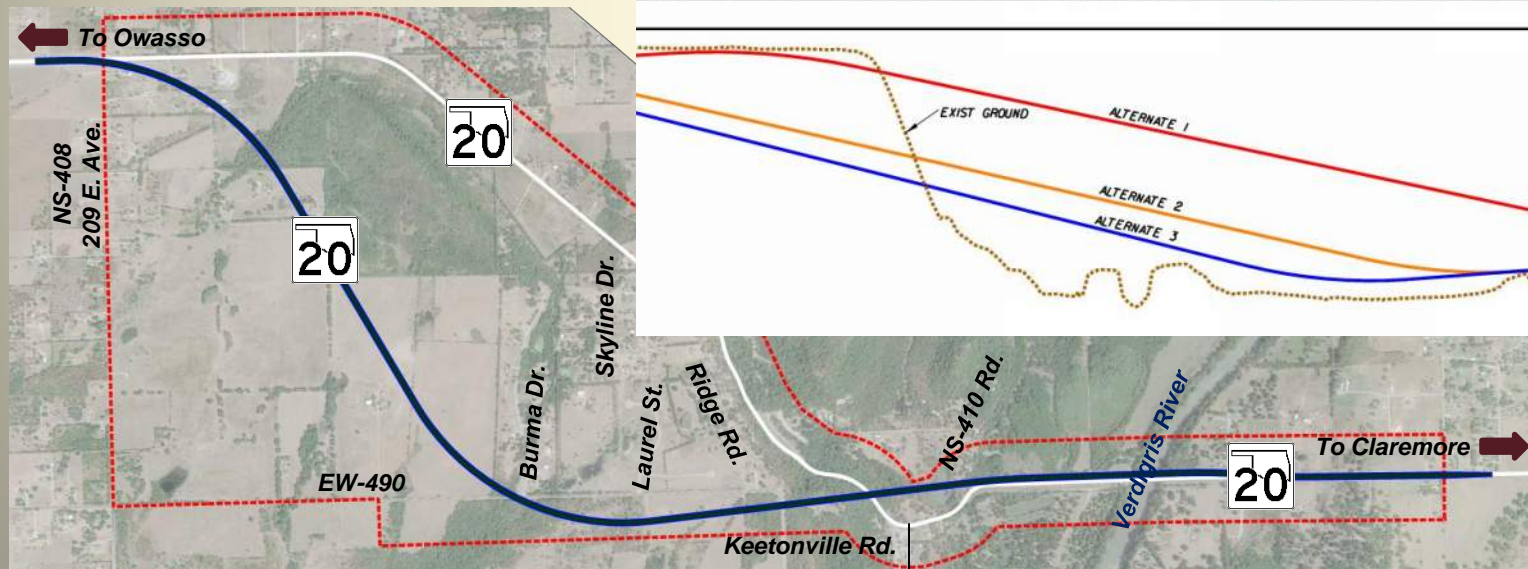 To Owasso
NS-408
209 E. Ave.
20
20
EXIST GROUND
ALTERNATE 1
ALTERNATE 2
ALTERNATE 3
Skyline Dr.
Burma Dr.
Laurel St.
Ridge Rd.
NS-410 Rd.
Verdigris River
To Claremore
20
EW-490
Keetonville Rd.